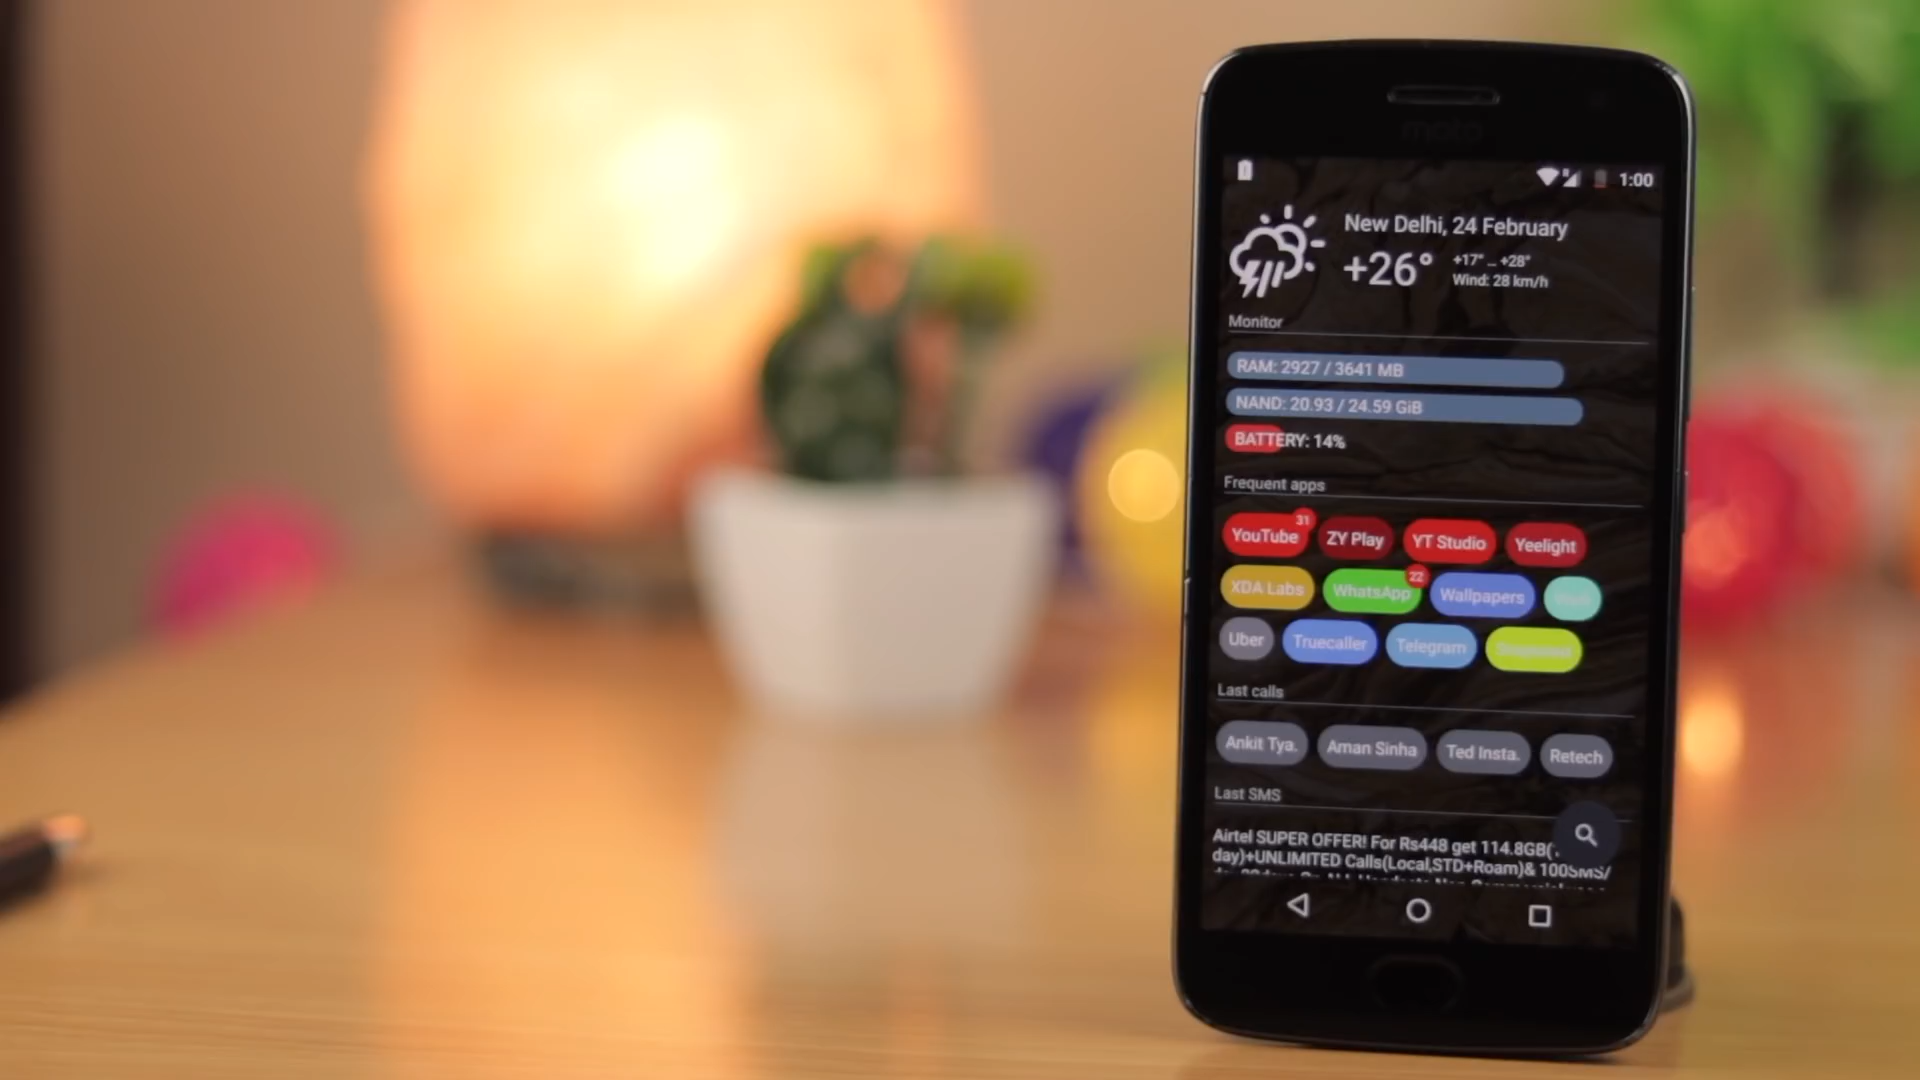 moto
1:00
New Delhi, 24 February
+26° +17° .. +28°
Wind: 28 km/h
Monitor
RAM: 2927 / 3641 MB
NAND: 20.93 / 24.59 GiB
BATTERY: 14%
Frequent apps
YouTube 31 ZY Play YT Studio Yeelight
XDA Labs WhatsApp 22 Wallpapers
Uber Truecaller Telegram Snapseed
Last calls
Ankit Tya. Aman Sinha Ted Insta. Retech
Last SMS
Airtel SUPER OFFER! For Rs448 get 114.8GB(
day)+UNLIMITED Calls(Local,STD+Roam)& 100SMS/